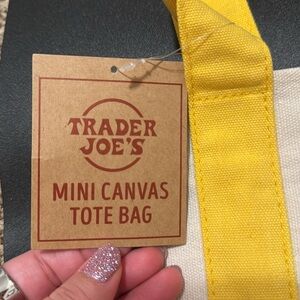 TRADER
JOE'S
MINI CANVAS
TOTE BAG